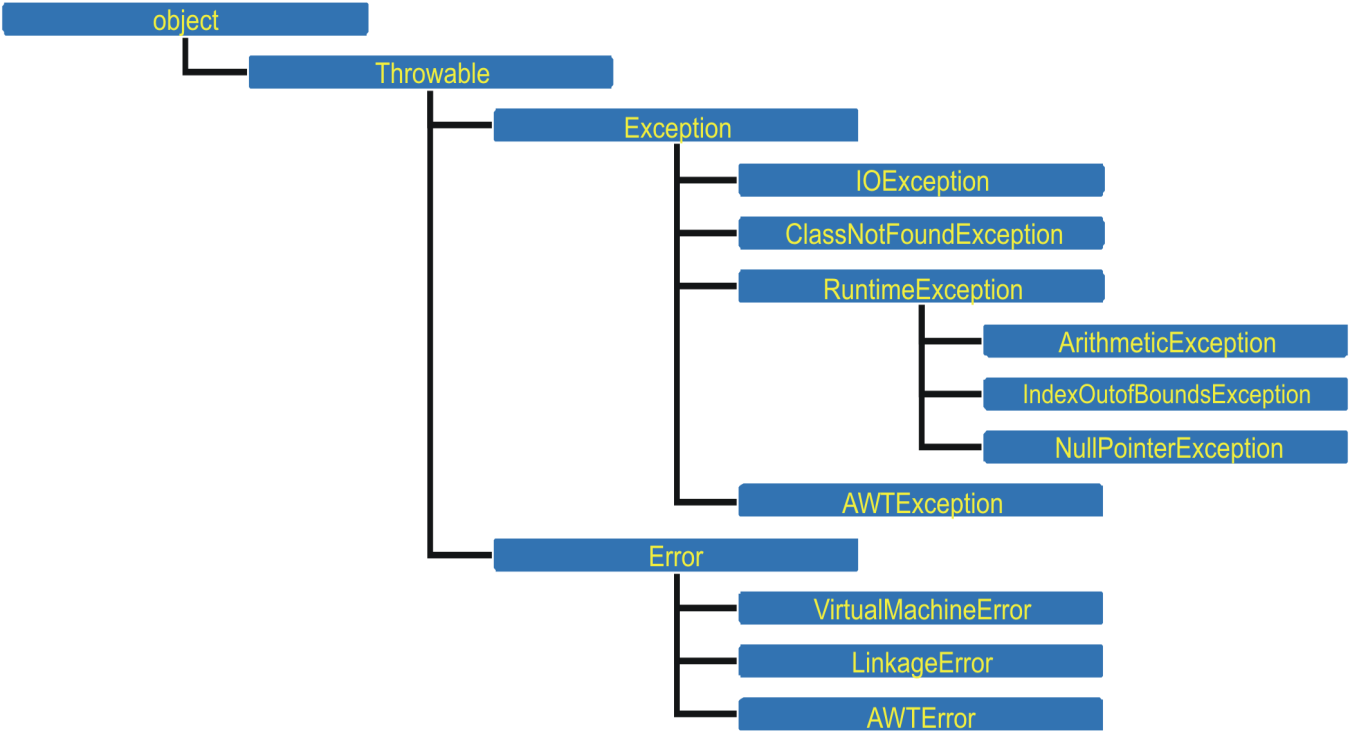 object
Throwable
Exception
IOException
ClassNotFoundException
RuntimeException
ArithmeticException
IndexOutofBoundsException
NullPointerException
AWTException
Error
VirtualMachineError
LinkageError
AWTError